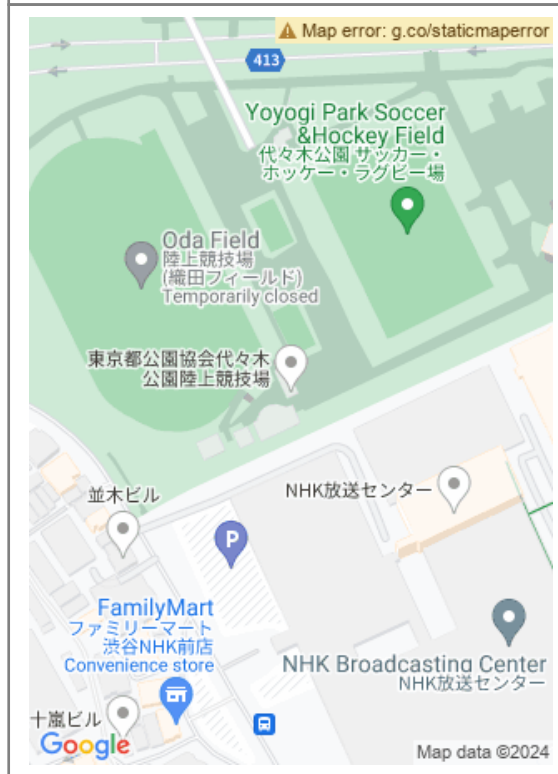 Map error: g.co/staticmaperror
413
Yoyogi Park Soccer
&Hockey Field
代々木公園 サッカー・
ホッケー・ラグビー場
Oda Field
陸上競技場
(織田フィールド)
Temporarily closed
東京都公園協会代々木
公園陸上競技場
並木ビル
NHK放送センター
P
FamilyMart
ファミリーマート
渋谷NHK前店
Convenience store
NHK Broadcasting Center
NHK放送センター
十嵐ビル
Google
Map data ©2024